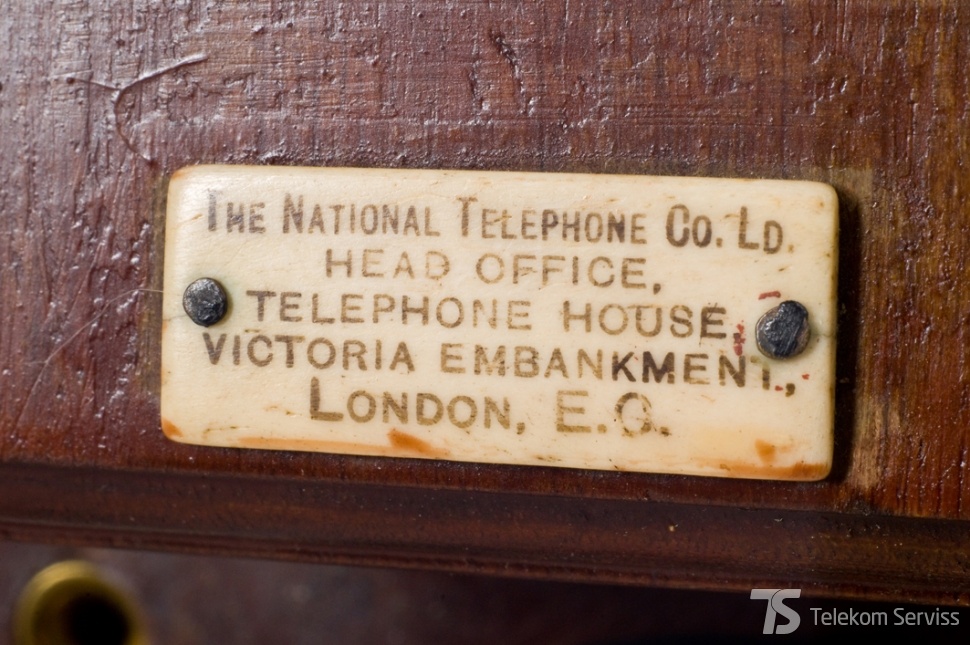 The National Telephone Co. Ld.
HEAD OFFICE,
TELEPHONE HOUSE,
VICTORIA EMBANKMENT,
London, E.C.
TS Telekom Serviss